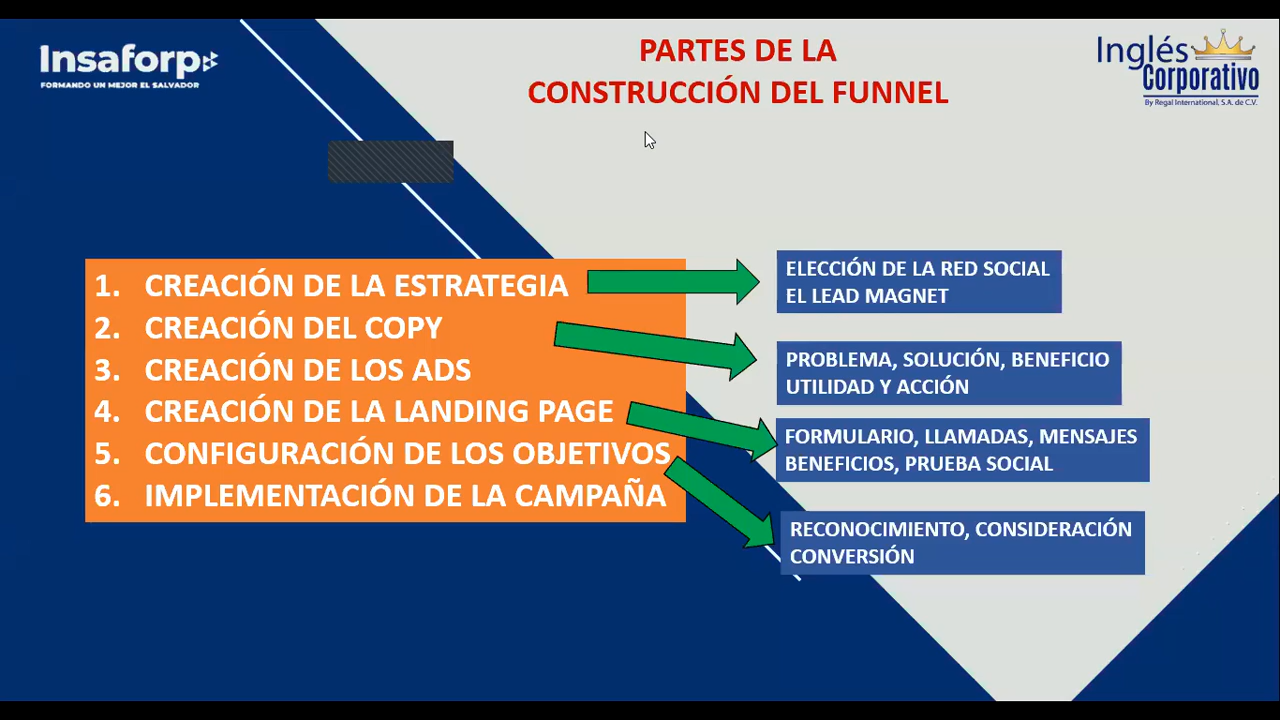 Insaforp
FORMANDO UN MEJOR EL SALVADOR
PARTES DE LA
CONSTRUCCIÓN DEL FUNNEL
Inglés
Corporativo
By Regal International, S.A. de C.V.
1. CREACIÓN DE LA ESTRATEGIA
2. CREACIÓN DEL COPY
3. CREACIÓN DE LOS ADS
4. CREACIÓN DE LA LANDING PAGE
5. CONFIGURACIÓN DE LOS OBJETIVOS
6. IMPLEMENTACIÓN DE LA CAMPAÑA
ELECCIÓN DE LA RED SOCIAL
EL LEAD MAGNET
PROBLEMA, SOLUCIÓN, BENEFICIO
UTILIDAD Y ACCIÓN
FORMULARIO, LLAMADAS, MENSAJES
BENEFICIOS, PRUEBA SOCIAL
RECONOCIMIENTO, CONSIDERACIÓN
CONVERSIÓN